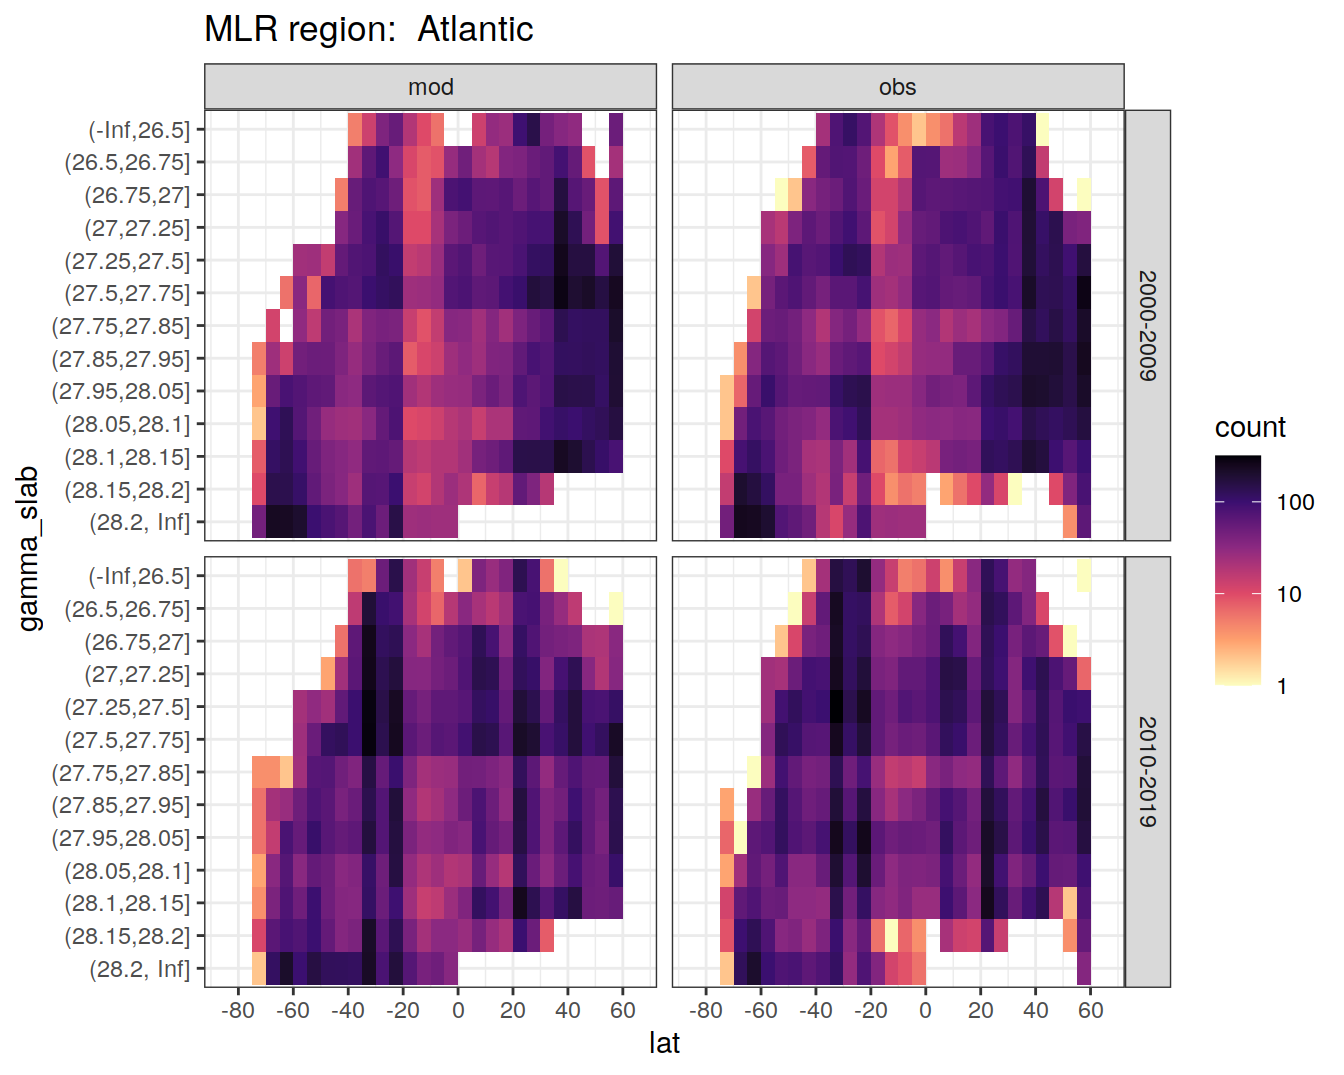 MLR region:  Atlantic
mod
obs
(-Inf,26.5]
(26.5,26.75]
(26.75,27]
(27,27.25]
(27.25,27.5]
(27.5,27.75]
(27.75,27.85]
(27.85,27.95]
(27.95,28.05]
(28.05,28.1]
(28.1,28.15]
(28.15,28.2]
(28.2, Inf]
2000-2009
(-Inf,26.5]
(26.5,26.75]
(26.75,27]
(27,27.25]
(27.25,27.5]
(27.5,27.75]
(27.75,27.85]
(27.85,27.95]
(27.95,28.05]
(28.05,28.1]
(28.1,28.15]
(28.15,28.2]
(28.2, Inf]
2010-2019
gamma_slab
-80 -60 -40 -20 0 20 40 60
-80 -60 -40 -20 0 20 40 60
lat
count
100
10
1